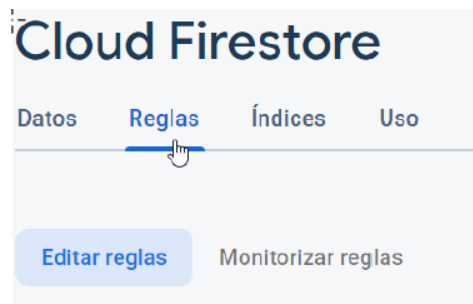 Cloud Firestore
Datos Reglas Índices Uso
Editar reglas Monitorizar reglas